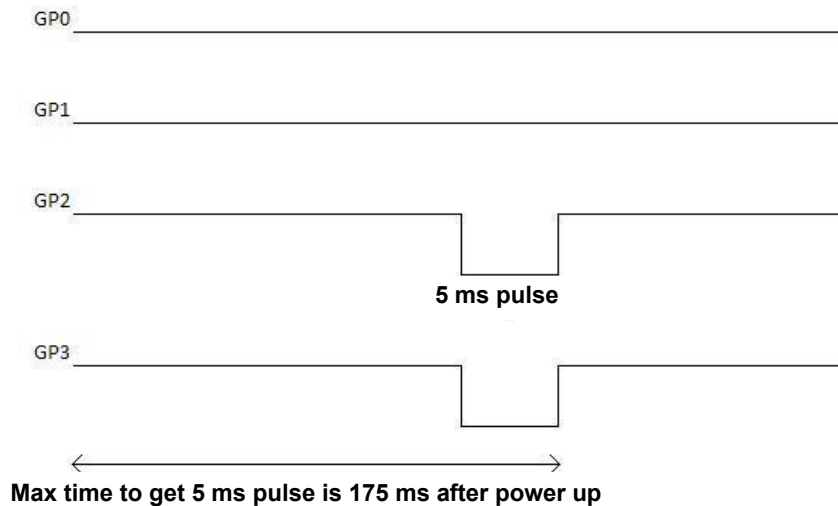 GP0
GP1
GP2
5 ms pulse
GP3
Max time to get 5 ms pulse is 175 ms after power up